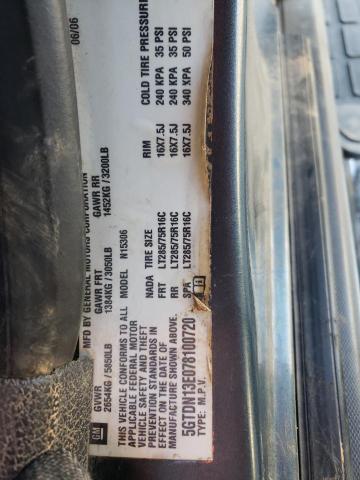 GM
MFD BY GENERAL MOTORS CORPORATION
06/06
GVWR GAWR FRT GAWR RR
2654KG / 5850LB 1384KG / 3050LB 1452KG / 3200LB
THIS VEHICLE CONFORMS TO ALL
APPLICABLE FEDERAL MOTOR
VEHICLE SAFETY AND THEFT
PREVENTION STANDARDS IN
EFFECT ON THE DATE OF
MANUFACTURE SHOWN ABOVE.
5GTDN13E078100720
TYPE: M.P.V.
MODEL N15306
NADA TIRE SIZE RIM COLD TIRE PRESSURE
FRT LT285/75R16C 16X7.5J 240 KPA 35 PSI
RR LT285/75R16C 16X7.5J 240 KPA 35 PSI
SPA LT285/75R16C 16X7.5J 340 KPA 50 PSI